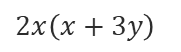 2x(x + 3y)